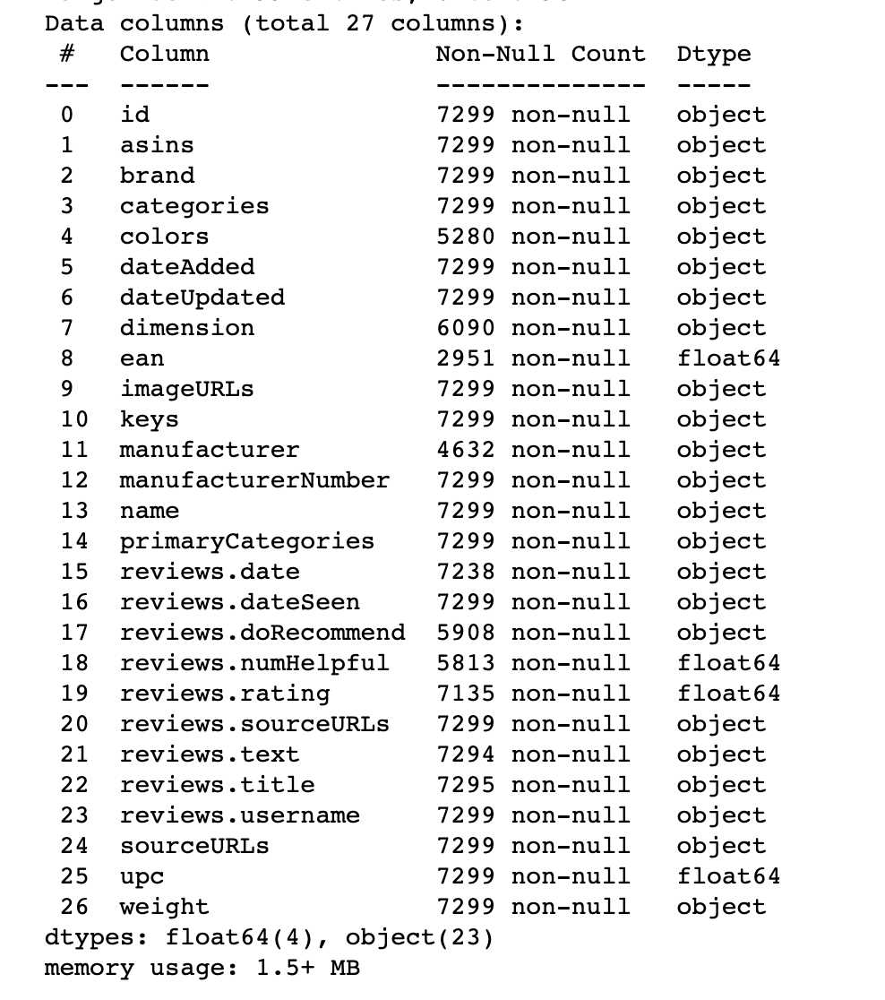 Data columns (total 27 columns):
 #   Column                Non-Null Count  Dtype
---  ------                --------------  -----
 0   id                    7299 non-null   object
 1   asins                 7299 non-null   object
 2   brand                 7299 non-null   object
 3   categories            7299 non-null   object
 4   colors                5280 non-null   object
 5   dateAdded             7299 non-null   object
 6   dateUpdated           7299 non-null   object
 7   dimension             6090 non-null   object
 8   ean                   2951 non-null   float64
 9   imageURLs             7299 non-null   object
 10  keys                  7299 non-null   object
 11  manufacturer          4632 non-null   object
 12  manufacturerNumber    7299 non-null   object
 13  name                  7299 non-null   object
 14  primaryCategories     7299 non-null   object
 15  reviews.date          7238 non-null   object
 16  reviews.dateSeen      7299 non-null   object
 17  reviews.doRecommend   5908 non-null   object
 18  reviews.numHelpful    5813 non-null   float64
 19  reviews.rating        7135 non-null   float64
 20  reviews.sourceURLs    7299 non-null   object
 21  reviews.text          7294 non-null   object
 22  reviews.title         7295 non-null   object
 23  reviews.username      7299 non-null   object
 24  sourceURLs            7299 non-null   object
 25  upc                   7299 non-null   float64
 26  weight                7299 non-null   object
dtypes: float64(4), object(23)
memory usage: 1.5+ MB